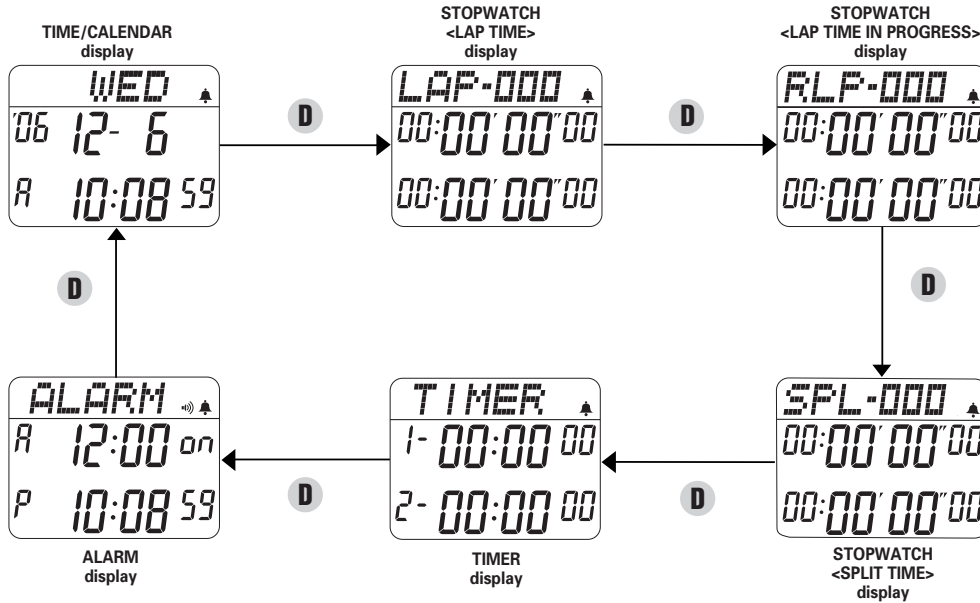 TIME/CALENDAR
display
WED
'06 12- 6
A 10:08 59
D
STOPWATCH
<LAP TIME>
display
LAP-000
00:00'00"00
00:00'00"00
D
STOPWATCH
<LAP TIME IN PROGRESS>
display
RLP-000
00:00'00"00
00:00'00"00
D
SPL-000
00:00'00"00
00:00'00"00
STOPWATCH
<SPLIT TIME>
display
D
TIMER
1- 00:00 00
2- 00:00 00
TIMER
display
D
ALARM
A 12:00 on
P 10:08 59
ALARM
display
D